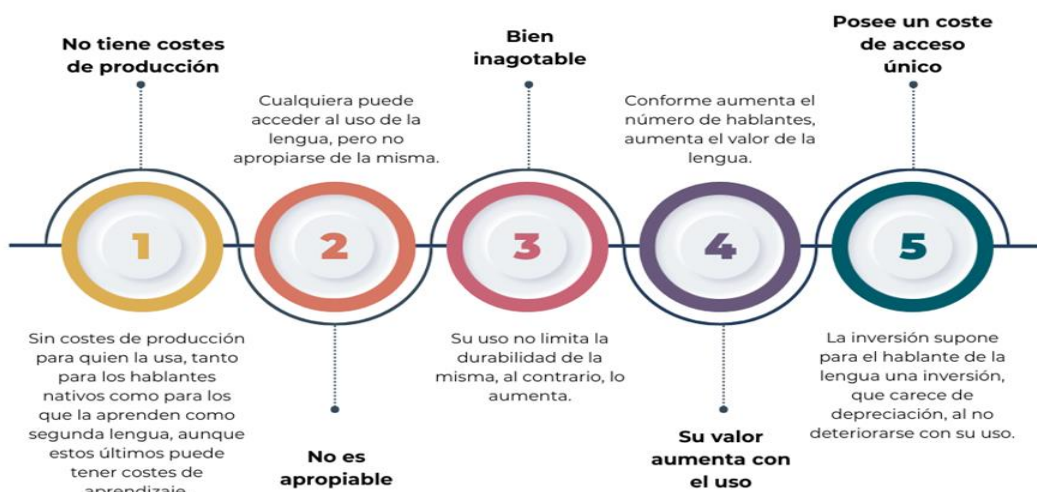 No tiene costes
de producción
1
Sin costes de producción
para quien la usa, tanto
para los hablantes
nativos como para los
que la aprenden como
segunda lengua, aunque
estos últimos puede
tener costes de
aprendizaje
Cualquiera puede
acceder al uso de la
lengua, pero no
apropiarse de la misma.
2
No es
apropiable
Bien
inagotable
3
Su uso no limita la
durabilidad de la
misma, al contrario, lo
aumenta.
Conforme aumenta el
número de hablantes,
aumenta el valor de la
lengua.
4
Su valor
aumenta con
el uso
Posee un coste
de acceso
único
5
La inversión supone
para el hablante de la
lengua una inversión,
que carece de
depreciación, al no
deteriorarse con su uso.